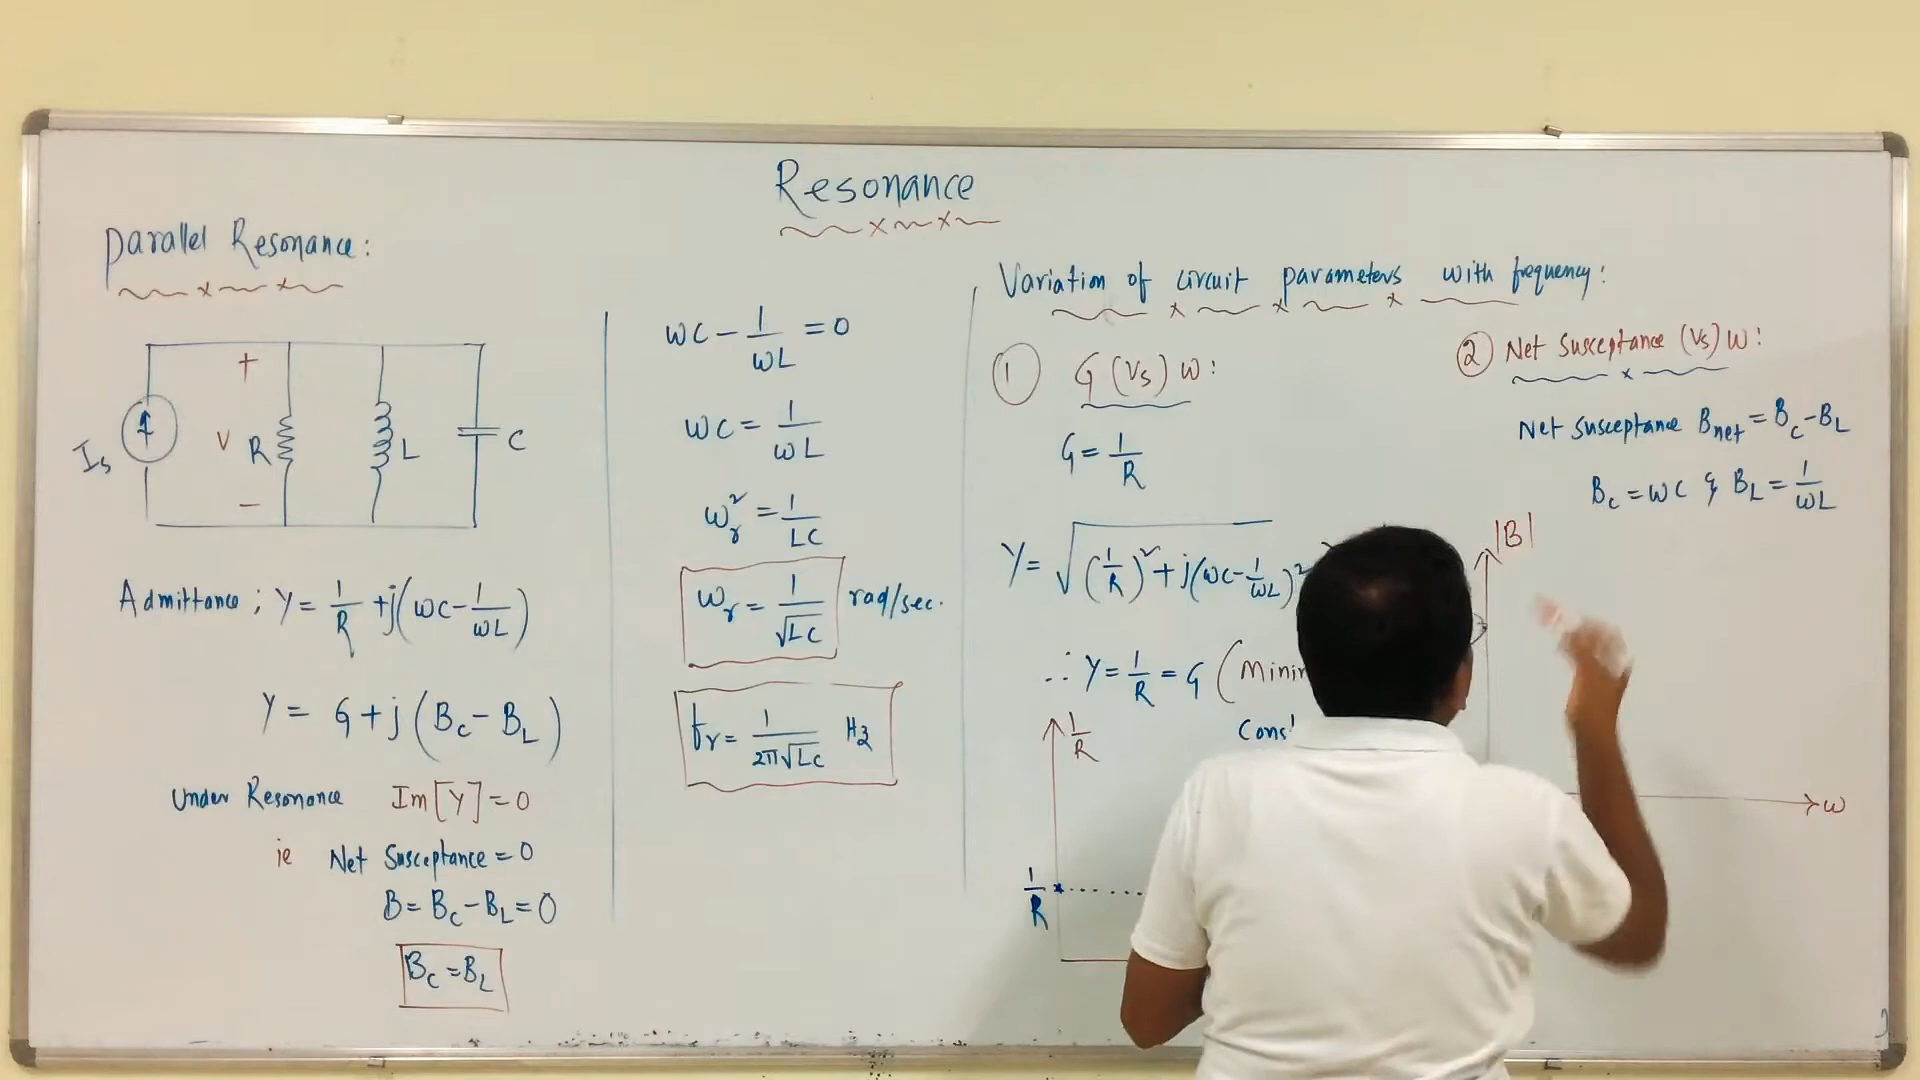 Resonance
Parallel Resonance:
Is
+
V
-
R
L
C
Admittance ; Y = 1/R + j(ωC - 1/ωL)
Y = G + j(BC - BL)
Under Resonance Im[Y] = 0
ie Net Susceptance = 0
B = BC - BL = 0
BC = BL
ωC - 1/ωL = 0
ωC = 1/ωL
ωr² = 1/LC
ωr = 1/√LC rad/sec.
fr = 1/2π√LC Hz
Variation of circuit parameters with frequency:
① G (Vs) ω:
G = 1/R
Y = √(1/R)² + j(ωC - 1/ωL)²
∴ Y = 1/R = G (
1/R
1/R
② Net Susceptance (Vs) ω:
Net Susceptance Bnet = BC - BL
BC = ωC & BL = 1/ωL
|B|
ω